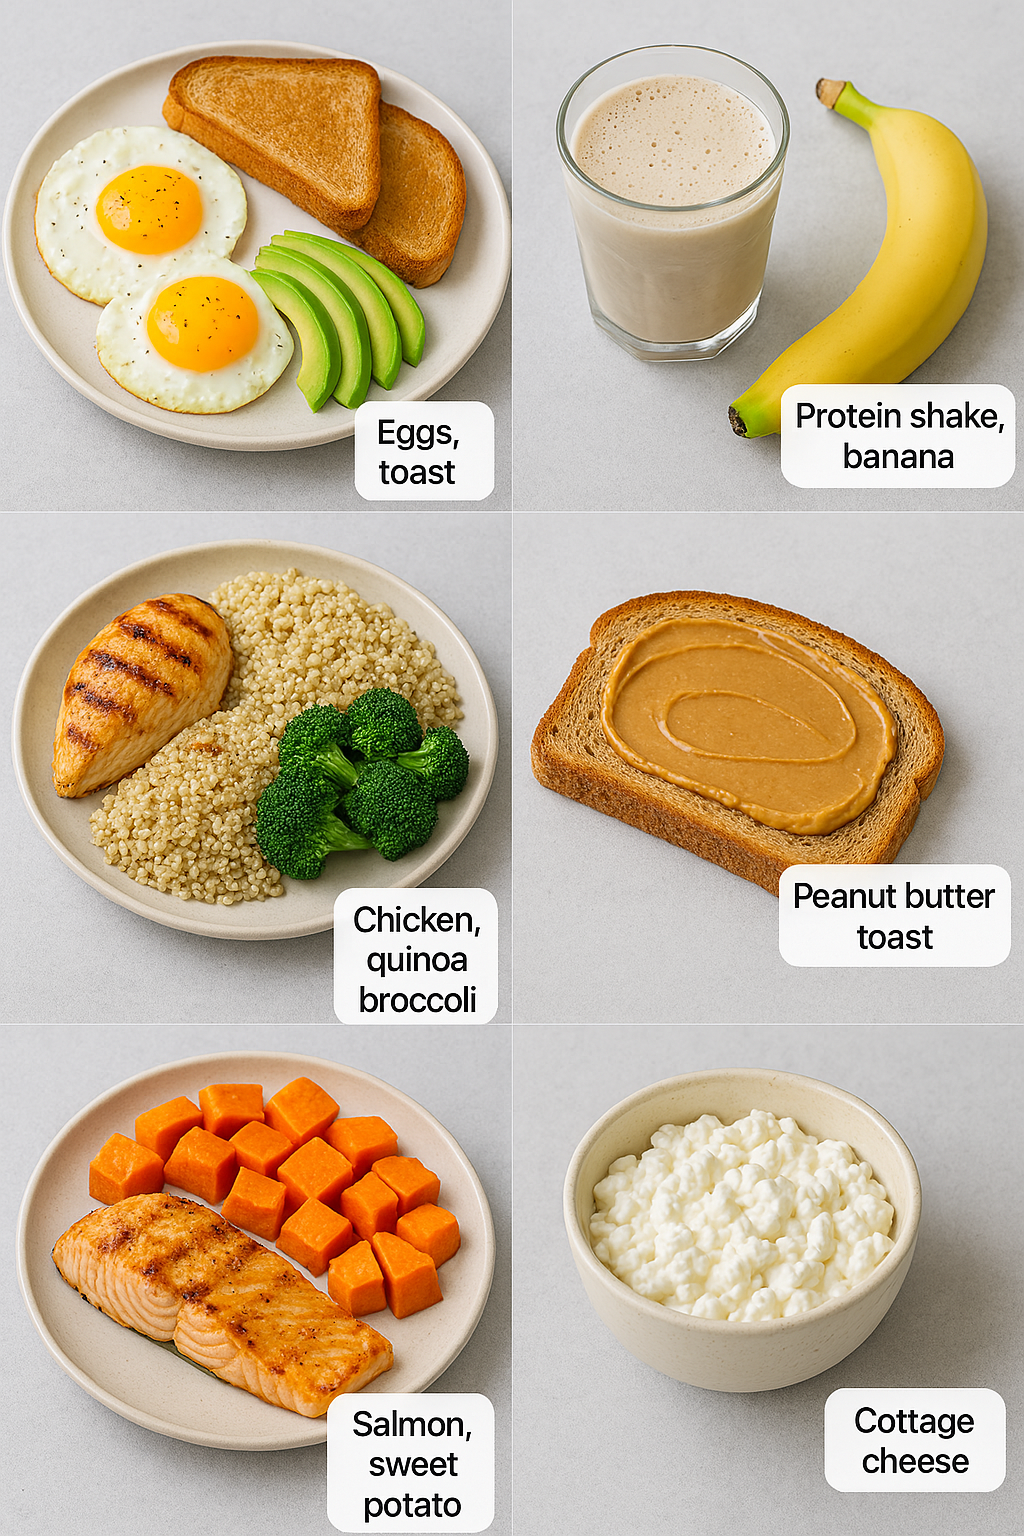 Eggs,
toast
Protein shake,
banana
Chicken,
quinoa
broccoli
Peanut butter
toast
Salmon,
sweet
potato
Cottage
cheese